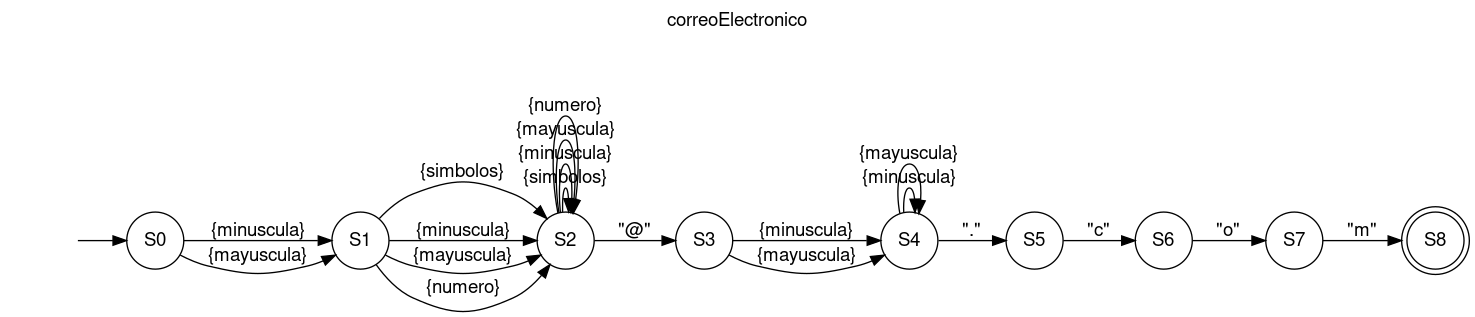 correoElectronico
{numero}
{mayuscula}
{minuscula}
{simbolos}
{mayuscula}
{minuscula}
{simbolos}
S0
{minuscula}
{mayuscula}
S1
{minuscula}
{mayuscula}
{numero}
S2
"@"
S3
{minuscula}
{mayuscula}
S4
"."
S5
"c"
S6
"o"
S7
"m"
S8